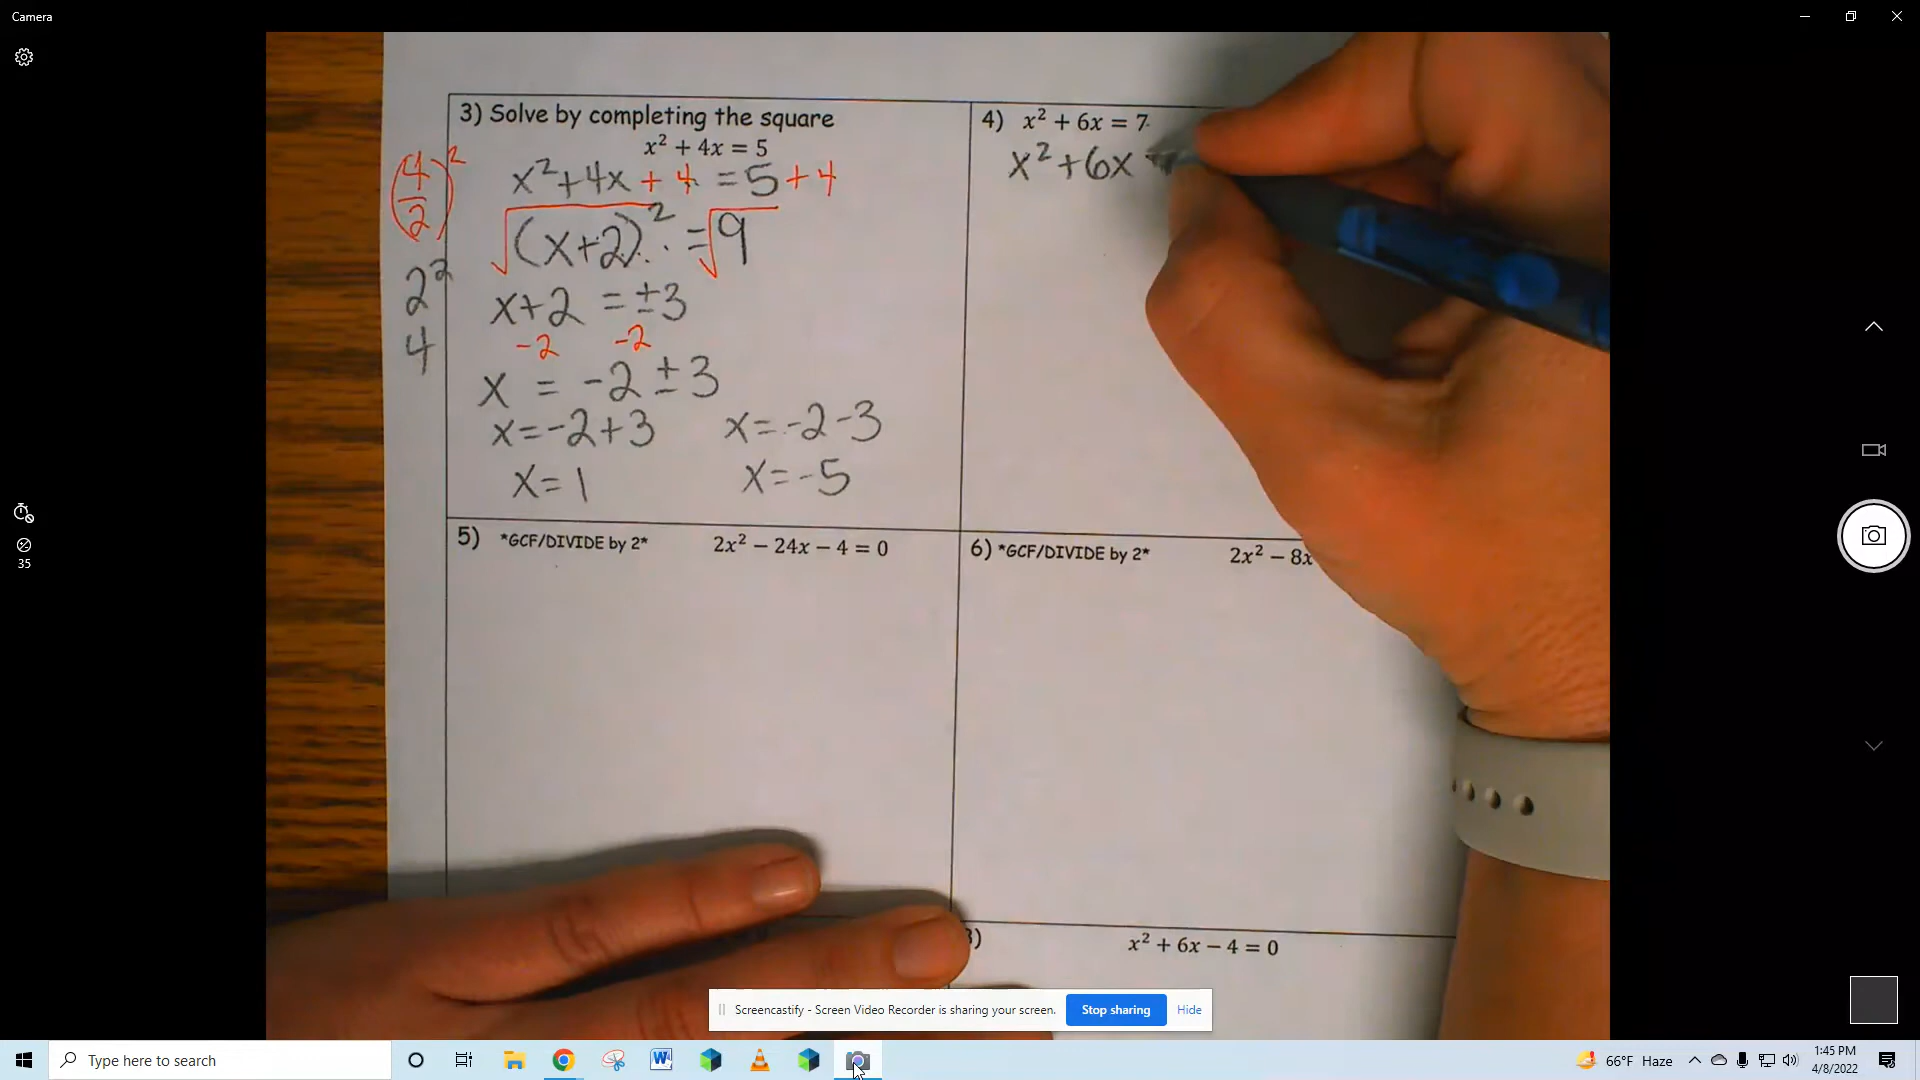 Camera
3) Solve by completing the square
x² + 4x = 5
(4/2)²
x²+4x + 4 = 5 + 4
√(x+2)² = √9
2²
x+2 = ±3
4
-2 -2
x = -2 ± 3
x = -2+3 x = -2-3
x = 1 x = -5
4) x² + 6x = 7
x² + 6x
5) *GCF/DIVIDE by 2* 2x² − 24x − 4 = 0
6) *GCF/DIVIDE by 2* 2x² − 8x
x² + 6x − 4 = 0
35
Screencastify - Screen Video Recorder is sharing your screen. Stop sharing Hide
Type here to search
66°F Haze
1:45 PM
4/8/2022